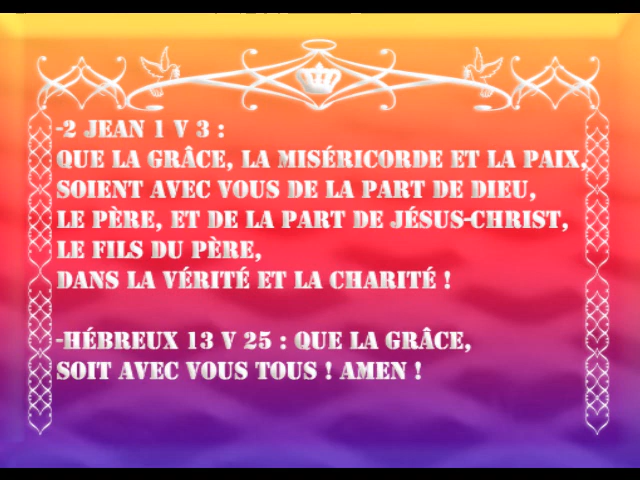 -2 JEAN 1 V 3 :
QUE LA GRÂCE, LA MISÉRICORDE ET LA PAIX,
SOIENT AVEC VOUS DE LA PART DE DIEU,
LE PÈRE, ET DE LA PART DE JÉSUS-CHRIST,
LE FILS DU PÈRE,
DANS LA VÉRITÉ ET LA CHARITÉ !
-HÉBREUX 13 V 25 : QUE LA GRÂCE,
SOIT AVEC VOUS TOUS ! AMEN !